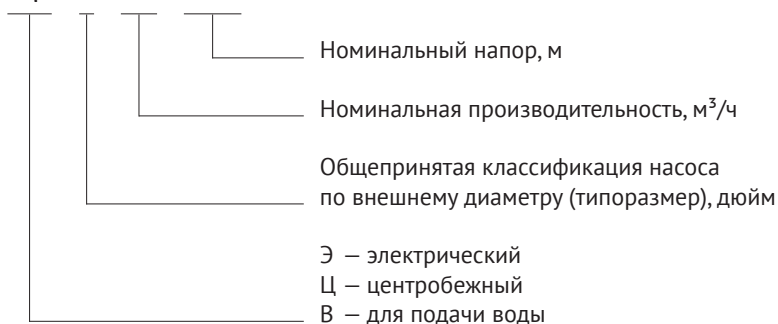 Номинальный напор, м
Номинальная производительность, м³/ч
Общепринятая классификация насоса
по внешнему диаметру (типоразмер), дюйм
Э — электрический
Ц — центробежный
В — для подачи воды